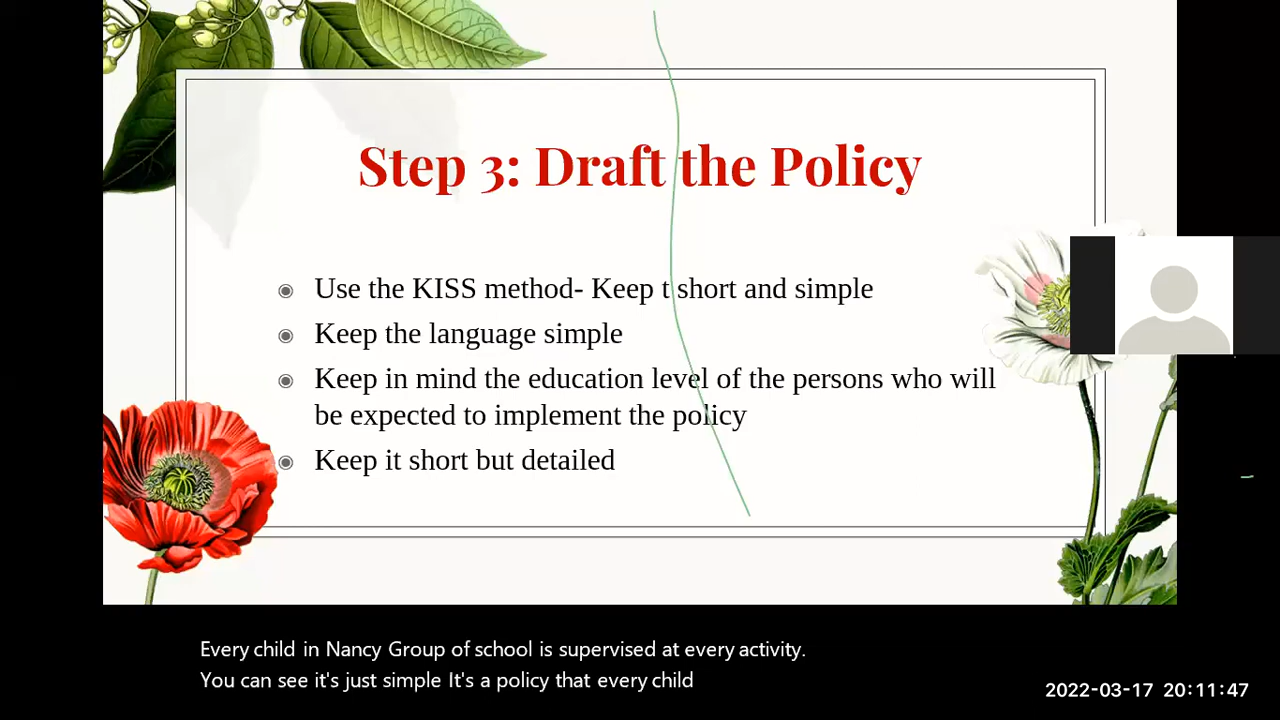 Step 3: Draft the Policy
Use the KISS method- Keep t short and simple
Keep the language simple
Keep in mind the education level of the persons who will
be expected to implement the policy
Keep it short but detailed
Every child in Nancy Group of school is supervised at every activity.
You can see it's just simple It's a policy that every child
2022-03-17 20:11:47